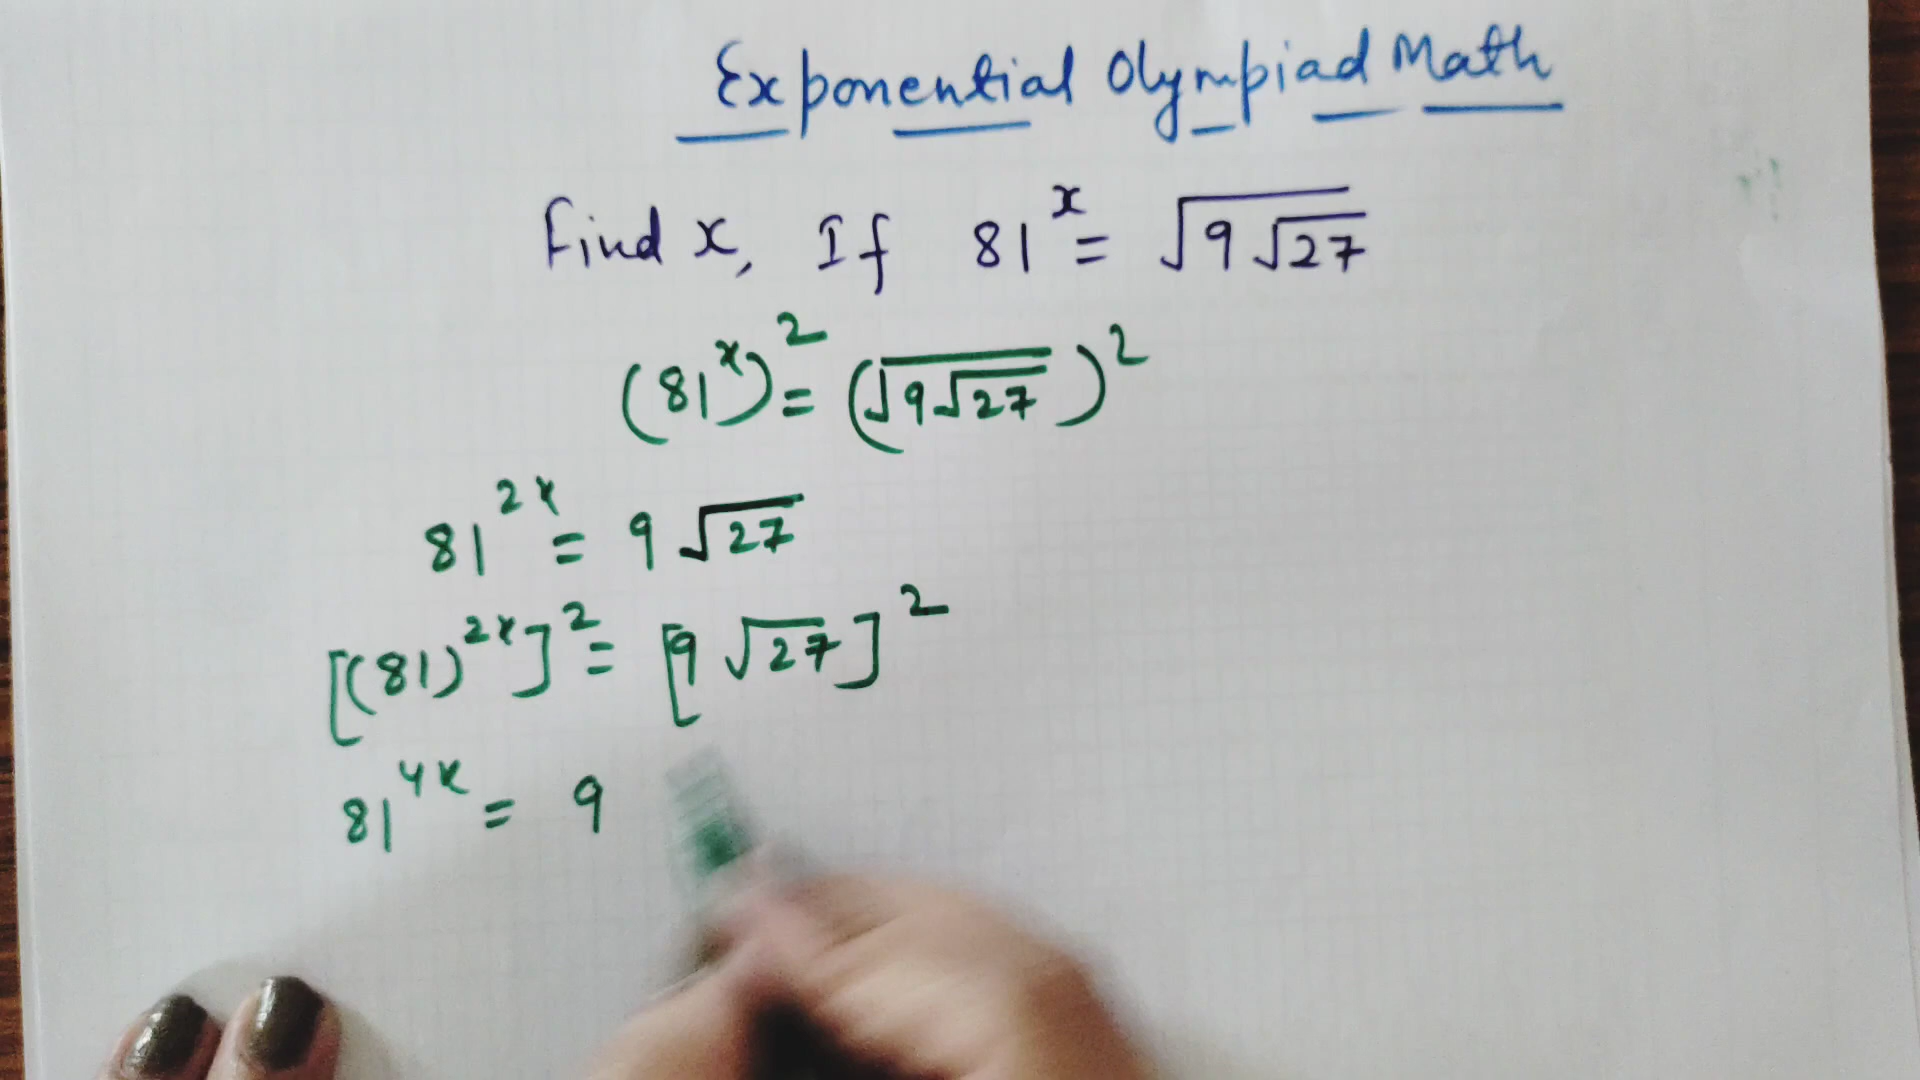 Exponential Olympiad Math
Find x, If 81^x = √(9√27)
(81^x)^2 = (√(9√27))^2
81^2x = 9√27
[(81)^2x]^2 = [9√27]^2
81^4x = 9